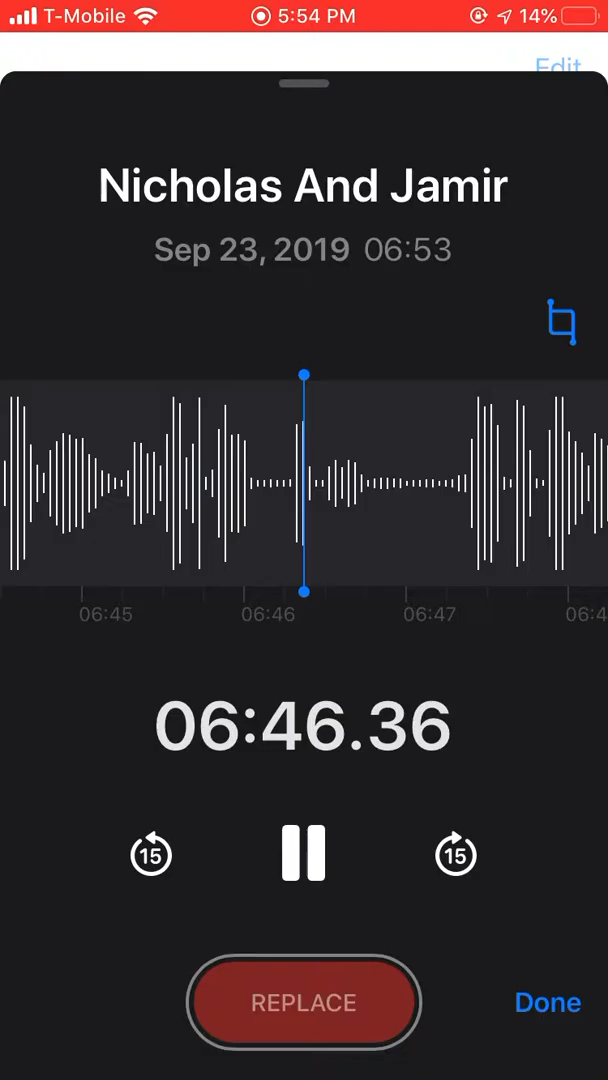 T-Mobile 5:54 PM 14%
Edit
Nicholas And Jamir
Sep 23, 2019 06:53
06:45 06:46 06:47 06:4
06:46.36
15 15
REPLACE Done